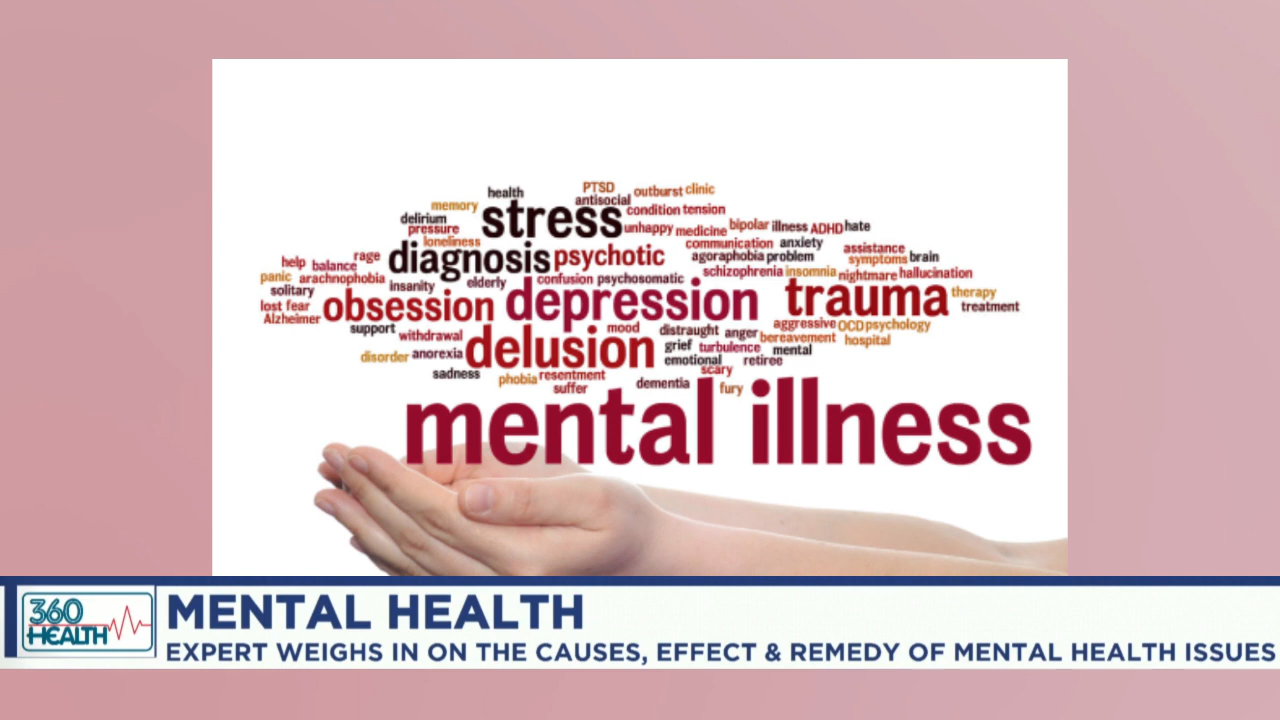 health PTSD outburst clinic
memory antisocial
delirium stress condition tension
pressure unhappy medicine bipolar illness ADHD hate
loneliness communication anxiety
rage diagnosis psychotic agoraphobia problem assistance
help balance symptoms brain
panic arachnophobia confusion psychosomatic schizophrenia insomnia nightmare hallucination
solitary insanity elderly
lost fear obsession depression trauma therapy
Alzheimer treatment
support mood distraught anger aggressive OCD psychology
withdrawal bereavement hospital
disorder anorexia delusion grief turbulence mental
emotional retiree
sadness phobia resentment scary
suffer dementia fury
mental illness
360 HEALTH
MENTAL HEALTH
EXPERT WEIGHS IN ON THE CAUSES, EFFECT & REMEDY OF MENTAL HEALTH ISSUES